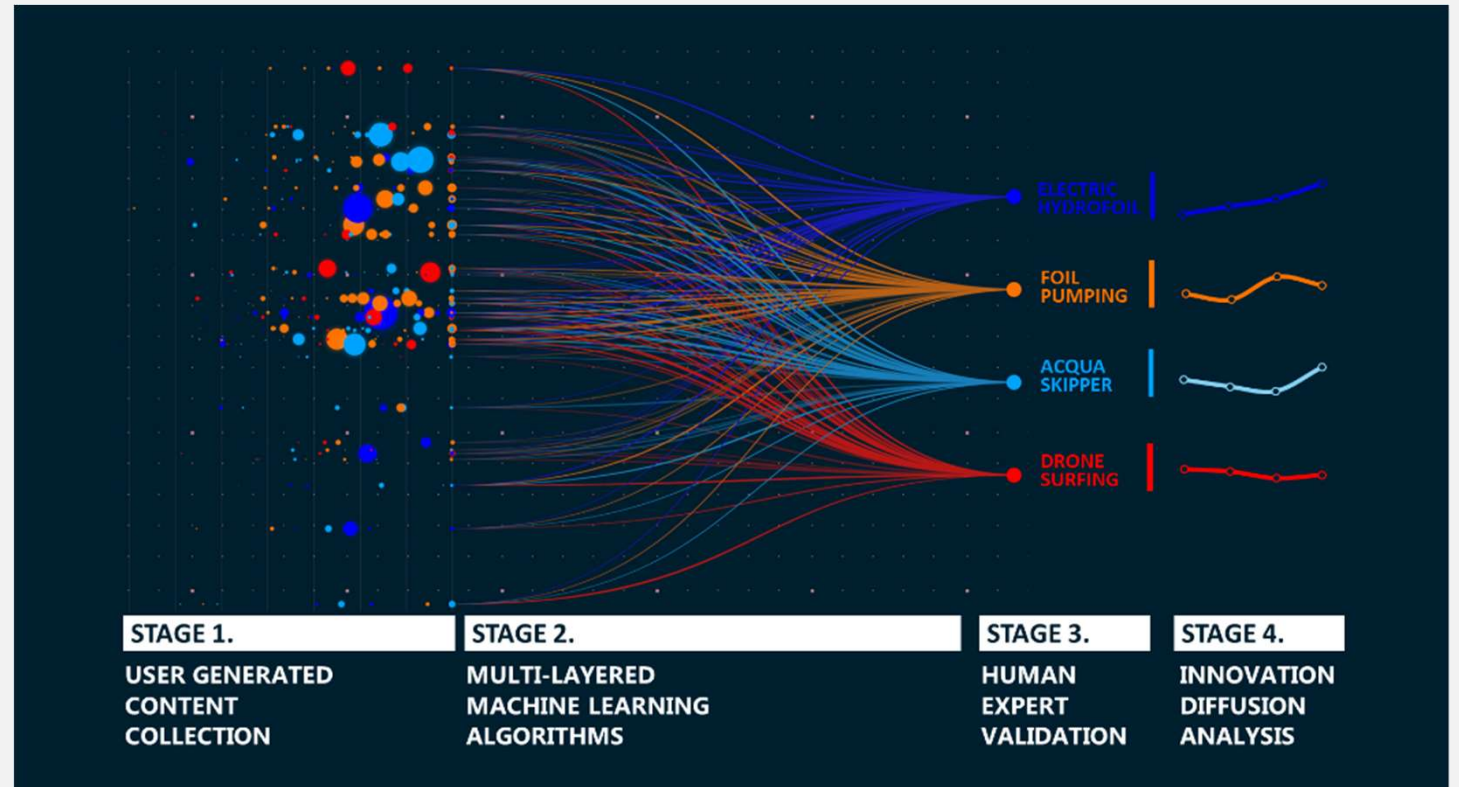 ELECTRIC
HYDROFOIL
FOIL
PUMPING
ACQUA
SKIPPER
DRONE
SURFING
STAGE 1.
USER GENERATED
CONTENT
COLLECTION
STAGE 2.
MULTI-LAYERED
MACHINE LEARNING
ALGORITHMS
STAGE 3.
HUMAN
EXPERT
VALIDATION
STAGE 4.
INNOVATION
DIFFUSION
ANALYSIS